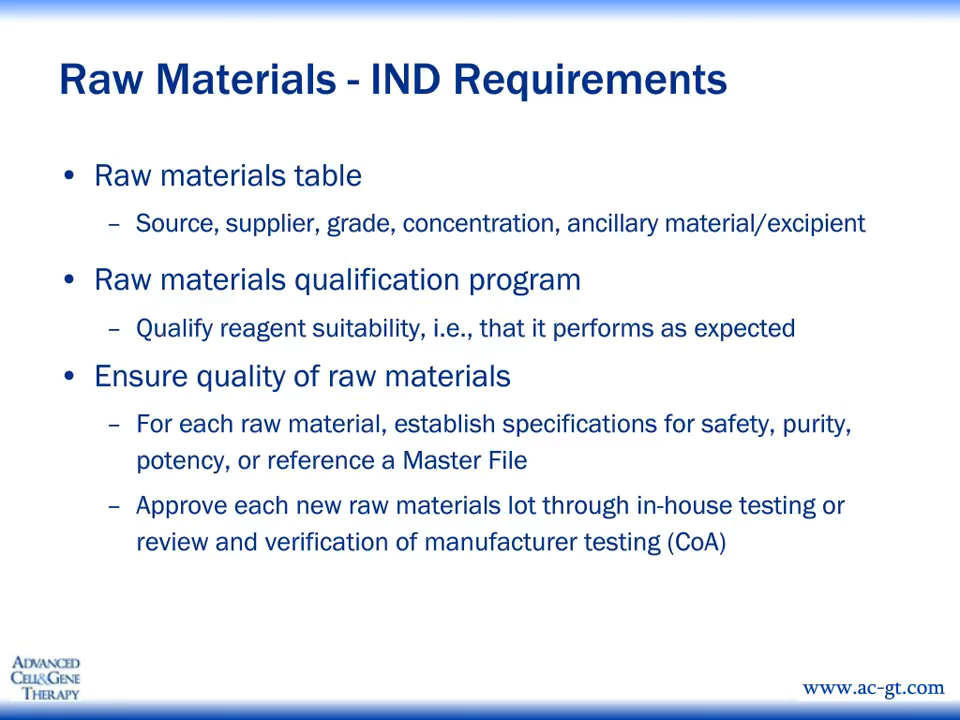 Raw Materials - IND Requirements
• Raw materials table
– Source, supplier, grade, concentration, ancillary material/excipient
• Raw materials qualification program
– Qualify reagent suitability, i.e., that it performs as expected
• Ensure quality of raw materials
– For each raw material, establish specifications for safety, purity,
potency, or reference a Master File
– Approve each new raw materials lot through in-house testing or
review and verification of manufacturer testing (CoA)
ADVANCED
CELL&GENE
THERAPY
www.ac-gt.com